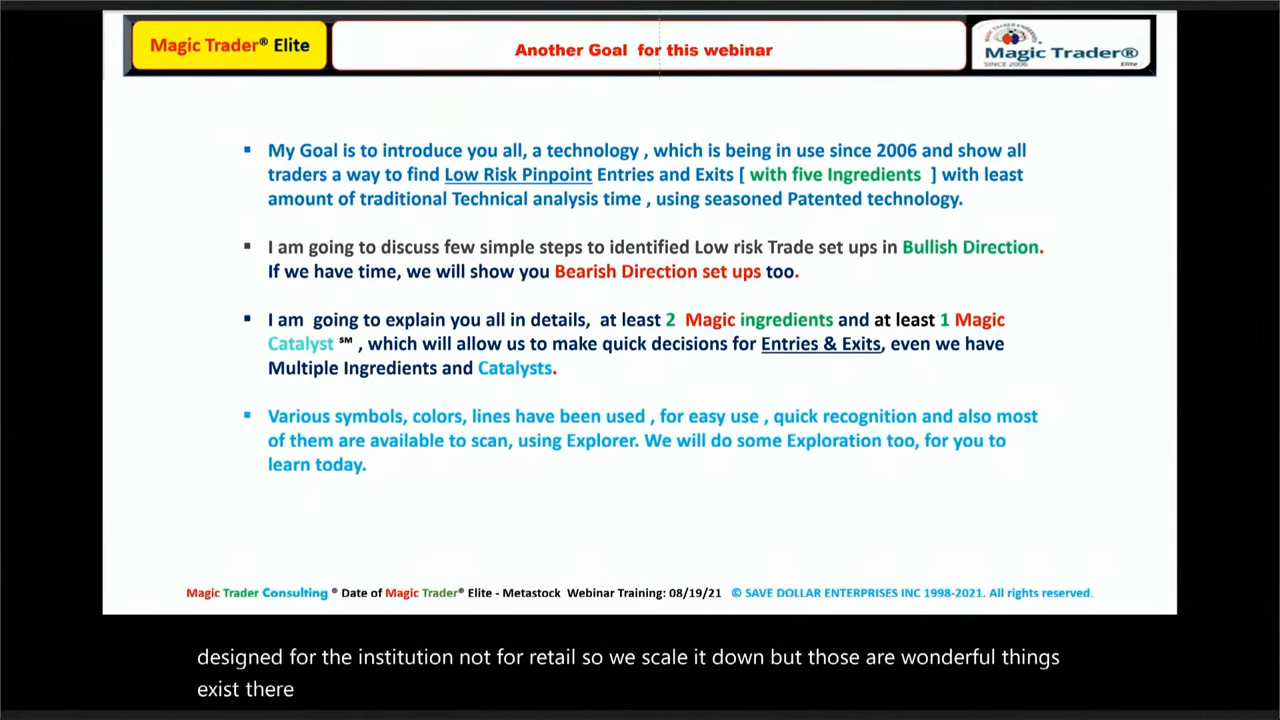 Magic Trader® Elite
Another Goal for this webinar
Magic Trader®
SINCE 2006
Elite
▪ My Goal is to introduce you all, a technology , which is being in use since 2006 and show all
traders a way to find Low Risk Pinpoint Entries and Exits [ with five Ingredients ] with least
amount of traditional Technical analysis time , using seasoned Patented technology.
▪ I am going to discuss few simple steps to identified Low risk Trade set ups in Bullish Direction.
If we have time, we will show you Bearish Direction set ups too.
▪ I am going to explain you all in details, at least 2 Magic ingredients and at least 1 Magic
Catalyst ℠ , which will allow us to make quick decisions for Entries & Exits, even we have
Multiple Ingredients and Catalysts.
▪ Various symbols, colors, lines have been used , for easy use , quick recognition and also most
of them are available to scan, using Explorer. We will do some Exploration too, for you to
learn today.
Magic Trader Consulting ® Date of Magic Trader® Elite - Metastock Webinar Training: 08/19/21 © SAVE DOLLAR ENTERPRISES INC 1998-2021. All rights reserved.
designed for the institution not for retail so we scale it down but those are wonderful things
exist there